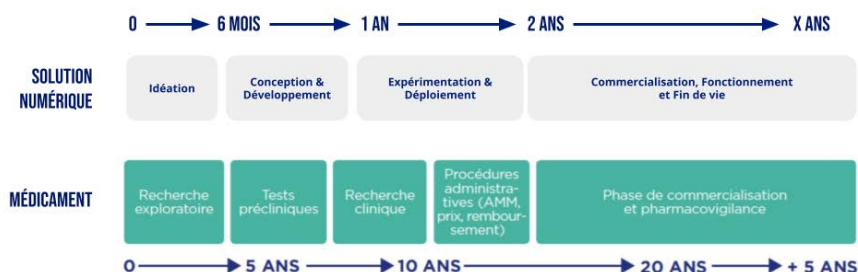 0 6 MOIS 1 AN 2 ANS X ANS
SOLUTION
NUMÉRIQUE
Idéation
Conception &
Développement
Expérimentation &
Déploiement
Commercialisation, Fonctionnement
et Fin de vie
MÉDICAMENT
Recherche
exploratoire
Tests
précliniques
Recherche
clinique
Procédures
administra-
tives (AMM,
prix, rembour-
sement)
Phase de commercialisation
et pharmacovigilance
0 5 ANS 10 ANS 20 ANS + 5 ANS